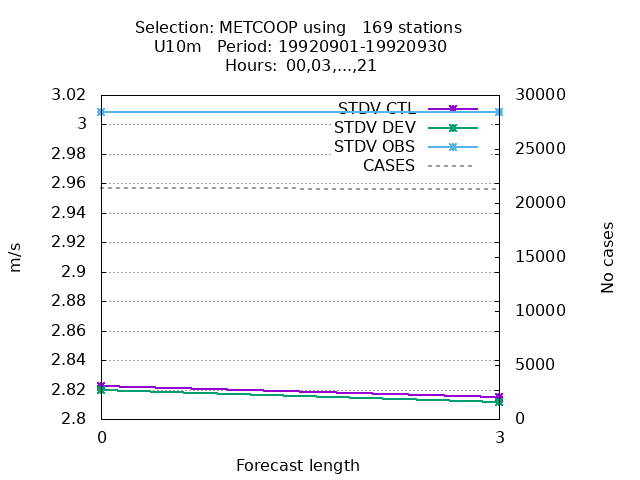 Selection: METCOOP using   169 stations
U10m   Period: 19920901-19920930
Hours: 00,03,...,21
3.02
3
2.98
2.96
2.94
2.92
2.9
2.88
2.86
2.84
2.82
2.8
30000
25000
20000
15000
10000
5000
0
STDV CTL
STDV DEV
STDV OBS
CASES
m/s
No cases
0
3
Forecast length